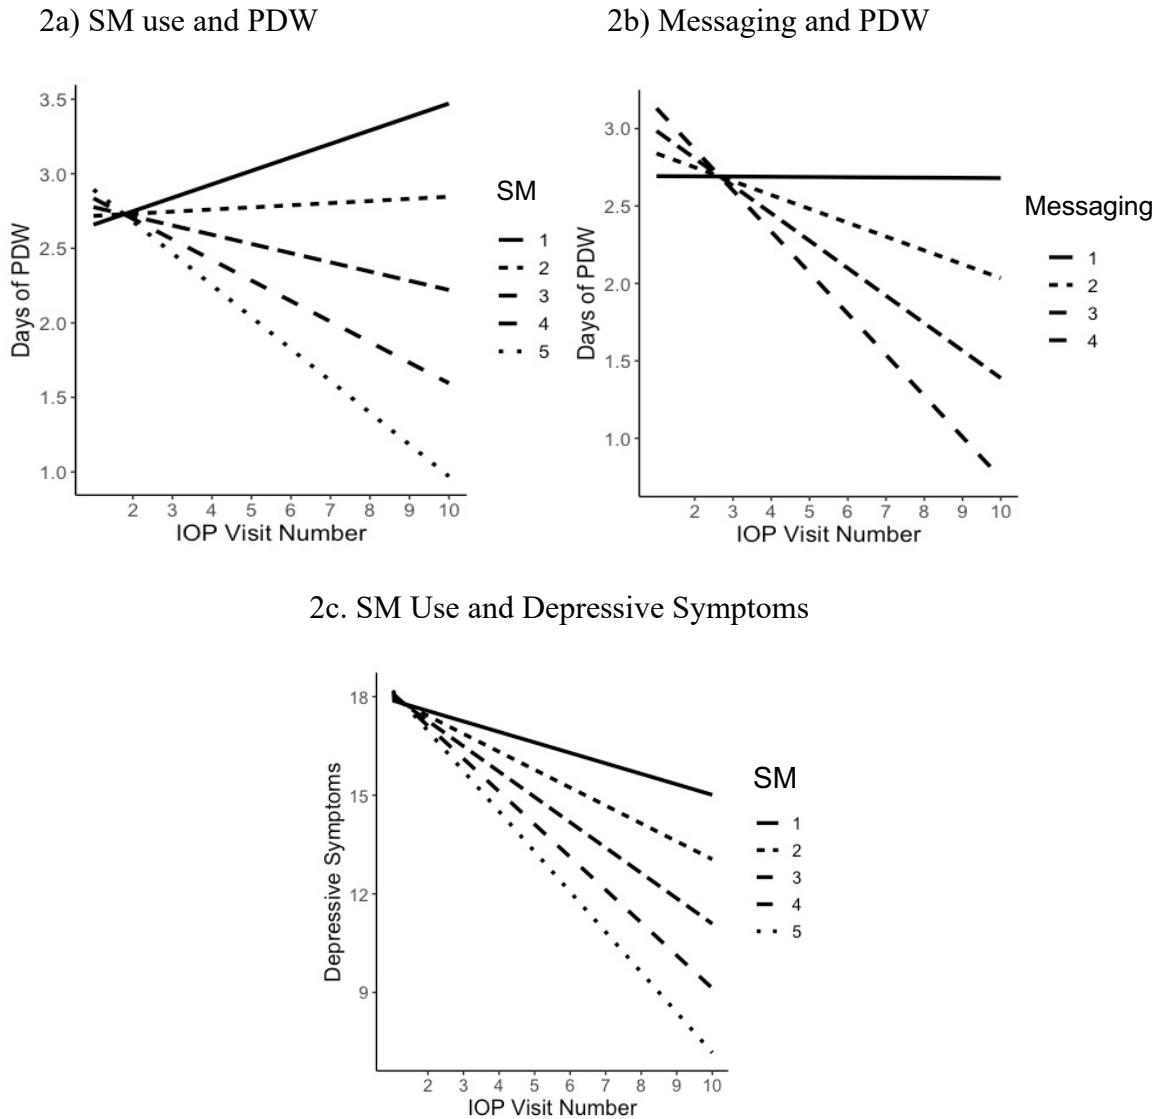 2a) SM use and PDW
2b) Messaging and PDW
3.5
3.0
2.5
2.0
1.5
1.0
Days of PDW
2 3 4 5 6 7 8 9 10
IOP Visit Number
SM
1
2
3
4
5
3.0
2.5
2.0
1.5
1.0
Days of PDW
2 3 4 5 6 7 8 9 10
IOP Visit Number
Messaging
1
2
3
4
2c. SM Use and Depressive Symptoms
18
15
12
9
Depressive Symptoms
2 3 4 5 6 7 8 9 10
IOP Visit Number
SM
1
2
3
4
5